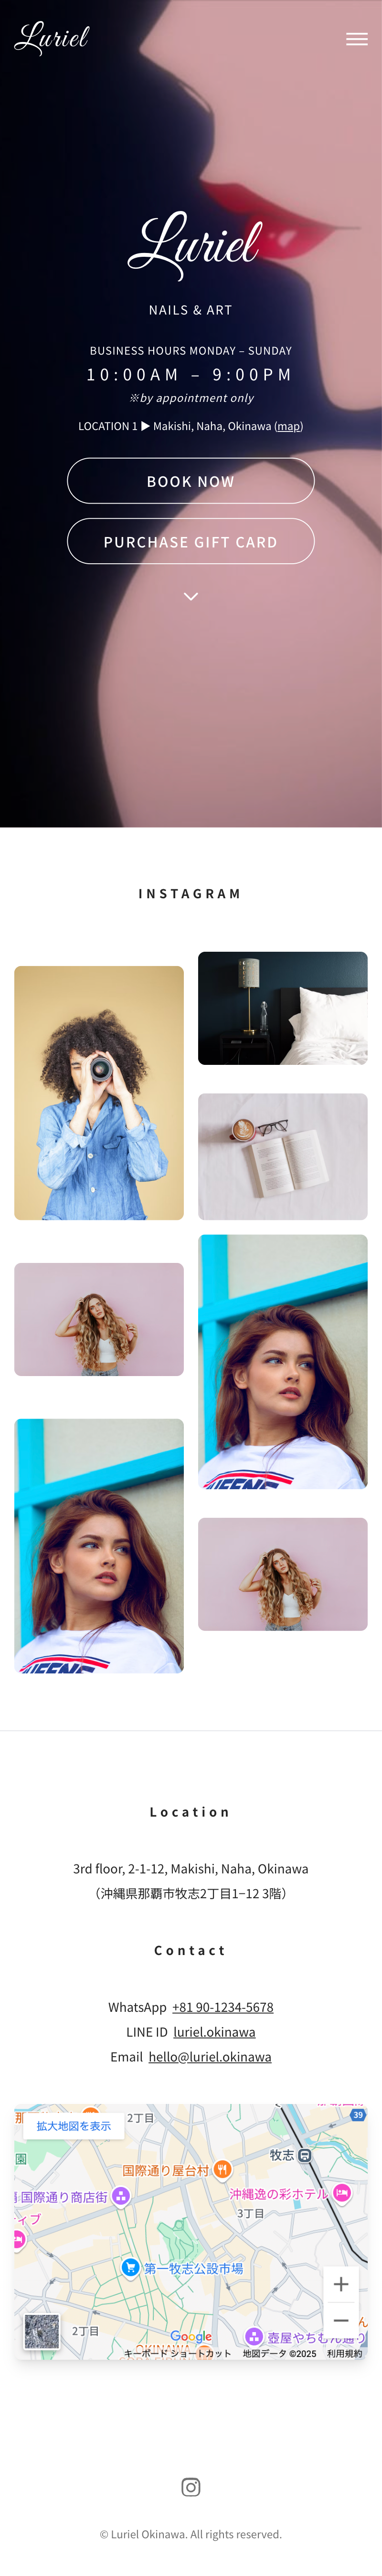 Luriel
Luriel
NAILS & ART
BUSINESS HOURS MONDAY – SUNDAY
10:00AM – 9:00PM
※by appointment only
LOCATION 1 ▶ Makishi, Naha, Okinawa (map)
BOOK NOW
PURCHASE GIFT CARD
INSTAGRAM
Location
3rd floor, 2-1-12, Makishi, Naha, Okinawa
（沖縄県那覇市牧志2丁目1−12 3階）
Contact
WhatsApp +81 90-1234-5678
LINE ID luriel.okinawa
Email hello@luriel.okinawa
拡大地図を表示
2丁目
39
園
牧志
国際通り屋台村
国際通り商店街
沖縄逸の彩ホテル
3丁目
ィブ
第一牧志公設市場
2丁目
Google
壺屋やちむん通り
キーボード ショートカット
地図データ ©2025
利用規約
© Luriel Okinawa. All rights reserved.